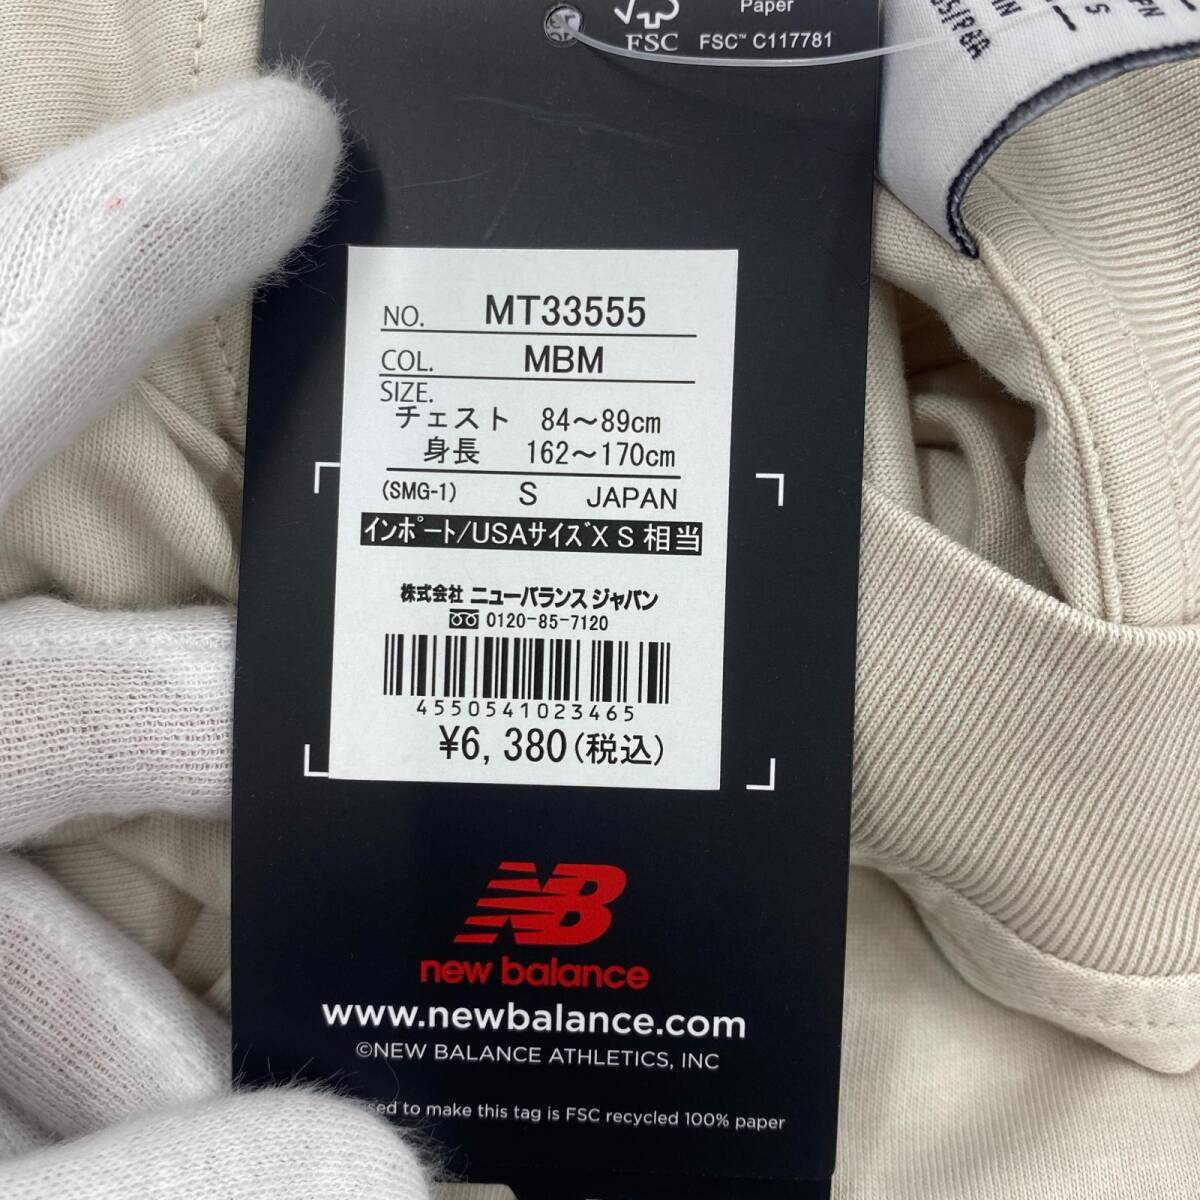 Paper
FSC
FSC™ C117781
NO. MT33555
COL. MBM
SIZE.
チェスト 84～89cm
身長 162～170cm
(SMG-1) S JAPAN
インポート/USAサイズXS相当
株式会社 ニューバランス ジャパン
0120-85-7120
4550541023465
¥6,380(税込)
NB
new balance
www.newbalance.com
©NEW BALANCE ATHLETICS, INC
used to make this tag is FSC recycled 100% paper